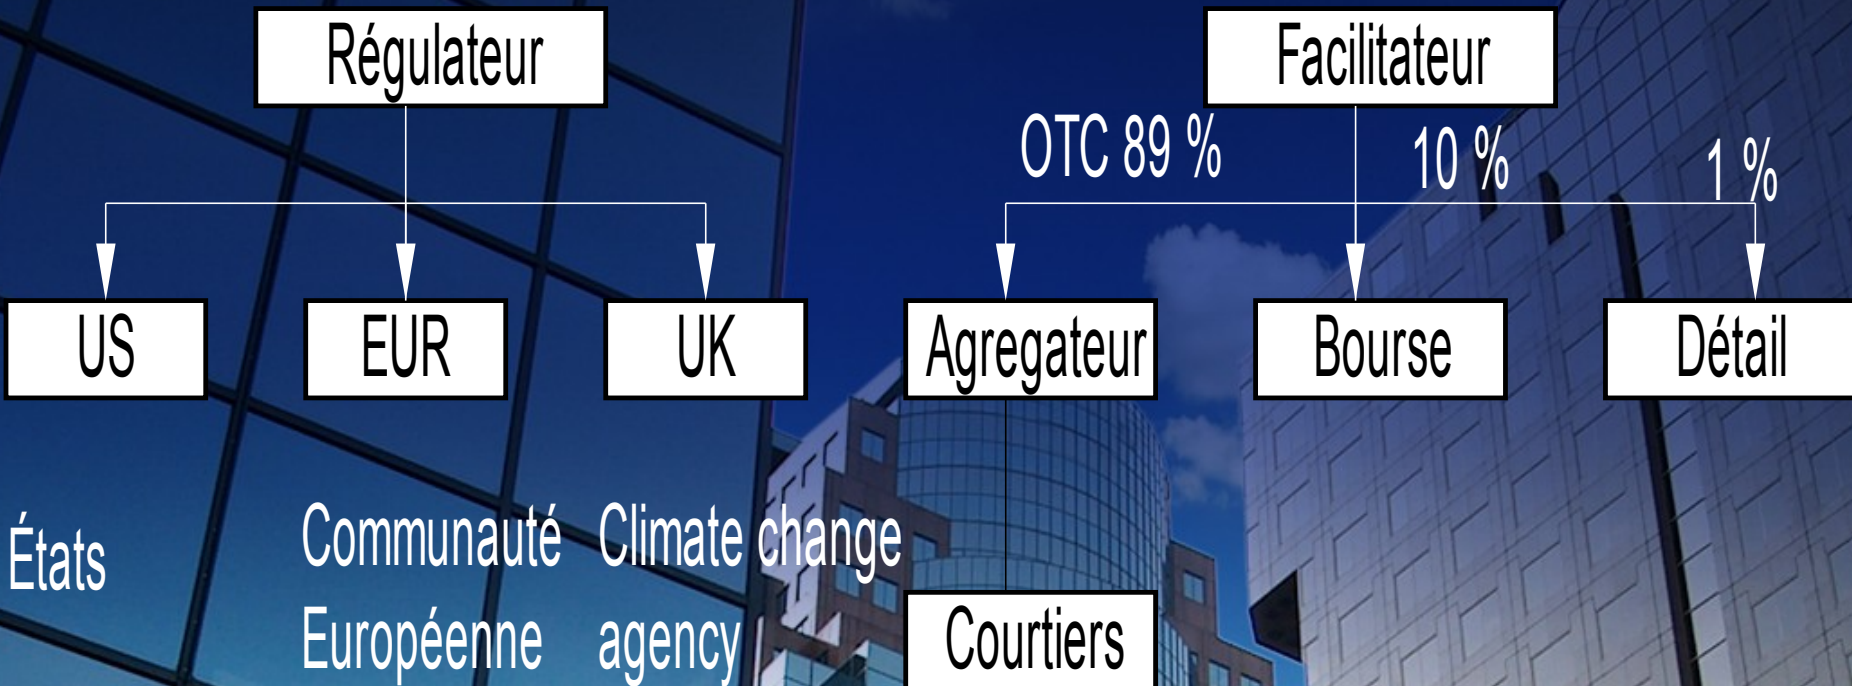 Régulateur
Facilitateur
OTC 89 %
10 %
1 %
US
EUR
UK
Agregateur
Bourse
Détail
États
Communauté
Européenne
Climate change
agency
Courtiers